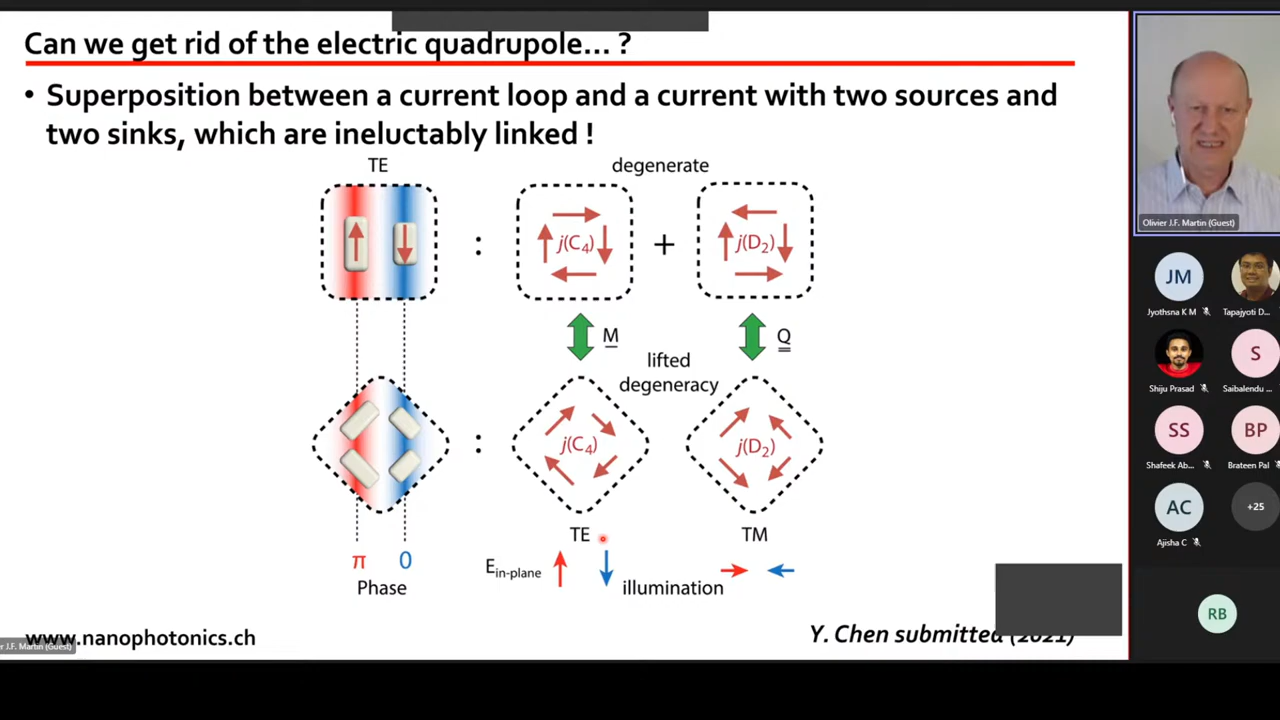 Can we get rid of the electric quadrupole... ?
• Superposition between a current loop and a current with two sources and
two sinks, which are ineluctably linked !
TE
degenerate
:
j(C4)
+
j(D2)
M
Q
lifted
degeneracy
:
j(C4)
j(D2)
TE
TM
π
0
Phase
Ein-plane
illumination
www.nanophotonics.ch
Y. Chen submitted (2021)
r J.F. Martin (Guest)
Olivier J.F. Martin (Guest)
JM
Jyothsna K M
Tapajyoti D...
Shiju Prasad
S
Saibalendu ...
SS
Shafeek Ab...
BP
Brateen Pal
AC
Ajisha C
+25
RB